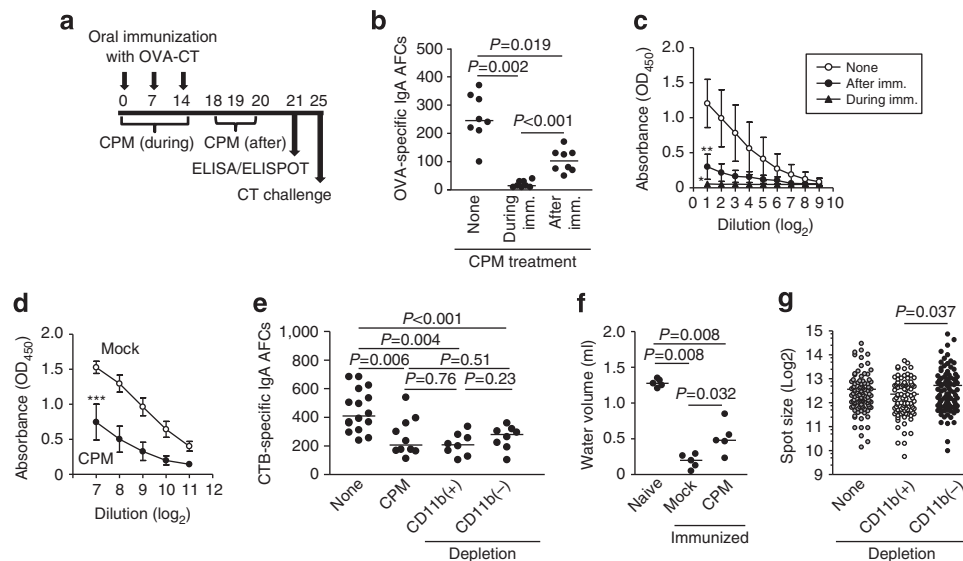 a
Oral immunization
with OVA-CT
0 7 14 18 19 20 21 25
CPM (during) CPM (after)
ELISA/ELISPOT
CT challenge
b
P=0.019
P=0.002
P<0.001
OVA-specific IgA AFCs
500
400
300
200
100
0
None
During imm.
After imm.
CPM treatment
c
Absorbance (OD450)
2.0
1.5
1.0
0.5
0
**
*
0 1 2 3 4 5 6 7 8 9 10
Dilution (log2)
None
After imm.
During imm.
d
Absorbance (OD450)
2.0
1.5
1.0
0.5
0
Mock
***
CPM
7 8 9 10 11 12
Dilution (log2)
e
P<0.001
P=0.004
P=0.006 P=0.51
P=0.76 P=0.23
CTB-specific IgA AFCs
1,000
800
600
400
200
0
None
CPM
CD11b(+)
CD11b(−)
Depletion
f
P=0.008
P=0.008
P=0.032
Water volume (ml)
2.0
1.5
1.0
0.5
0
Naive
Mock
CPM
Immunized
g
P=0.037
Spot size (Log2)
15
14
13
12
11
10
9
None
CD11b(+)
CD11b(−)
Depletion